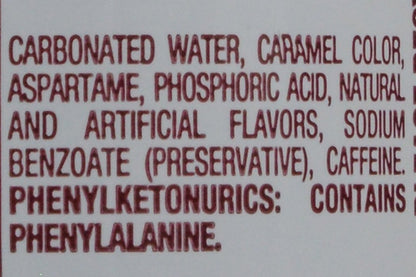 CARBONATED WATER, CARAMEL COLOR,
ASPARTAME, PHOSPHORIC ACID, NATURAL
AND ARTIFICIAL FLAVORS, SODIUM
BENZOATE (PRESERVATIVE), CAFFEINE.
PHENYLKETONURICS: CONTAINS
PHENYLALANINE.